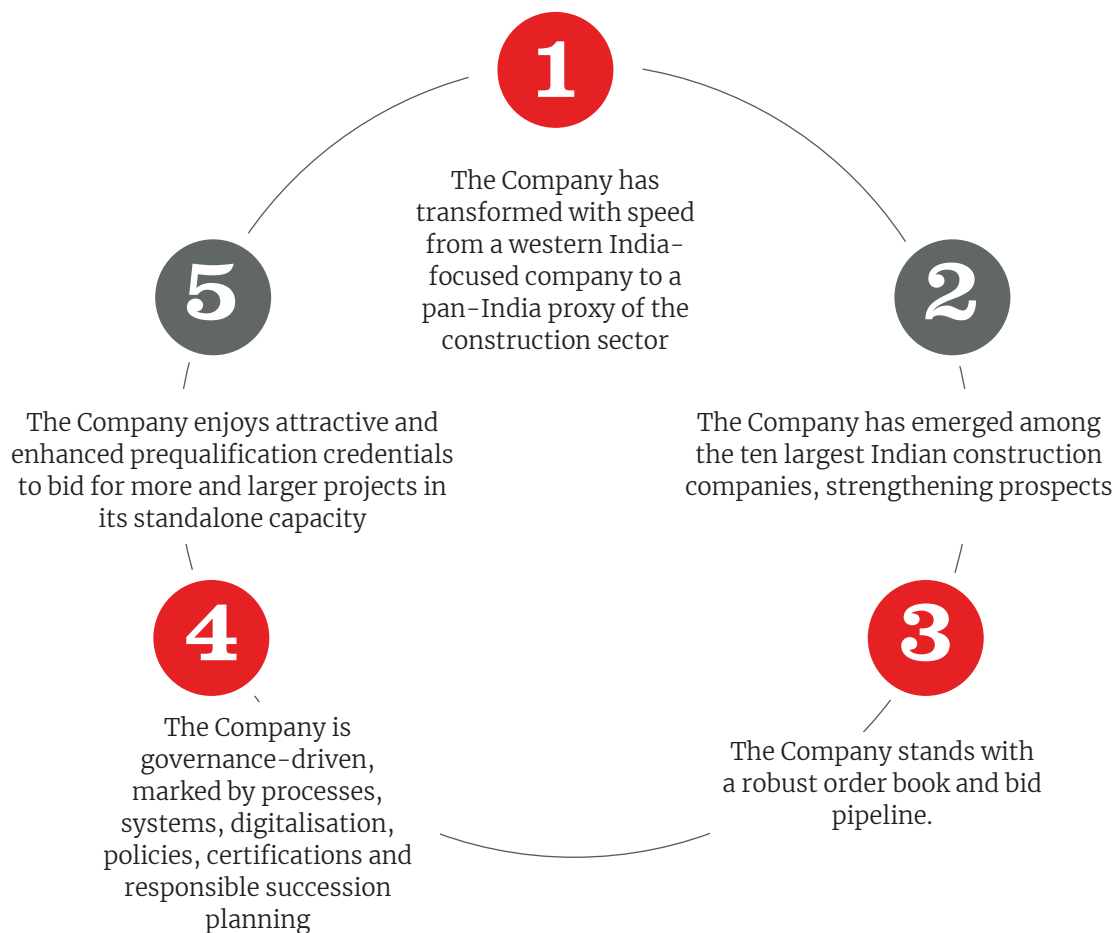 1
The Company has
transformed with speed
from a western India-
focused company to a
pan-India proxy of the
construction sector
2
The Company has emerged among
the ten largest Indian construction
companies, strengthening prospects
3
The Company stands with
a robust order book and bid
pipeline.
4
The Company is
governance-driven,
marked by processes,
systems, digitalisation,
policies, certifications and
responsible succession
planning
5
The Company enjoys attractive and
enhanced prequalification credentials
to bid for more and larger projects in
its standalone capacity